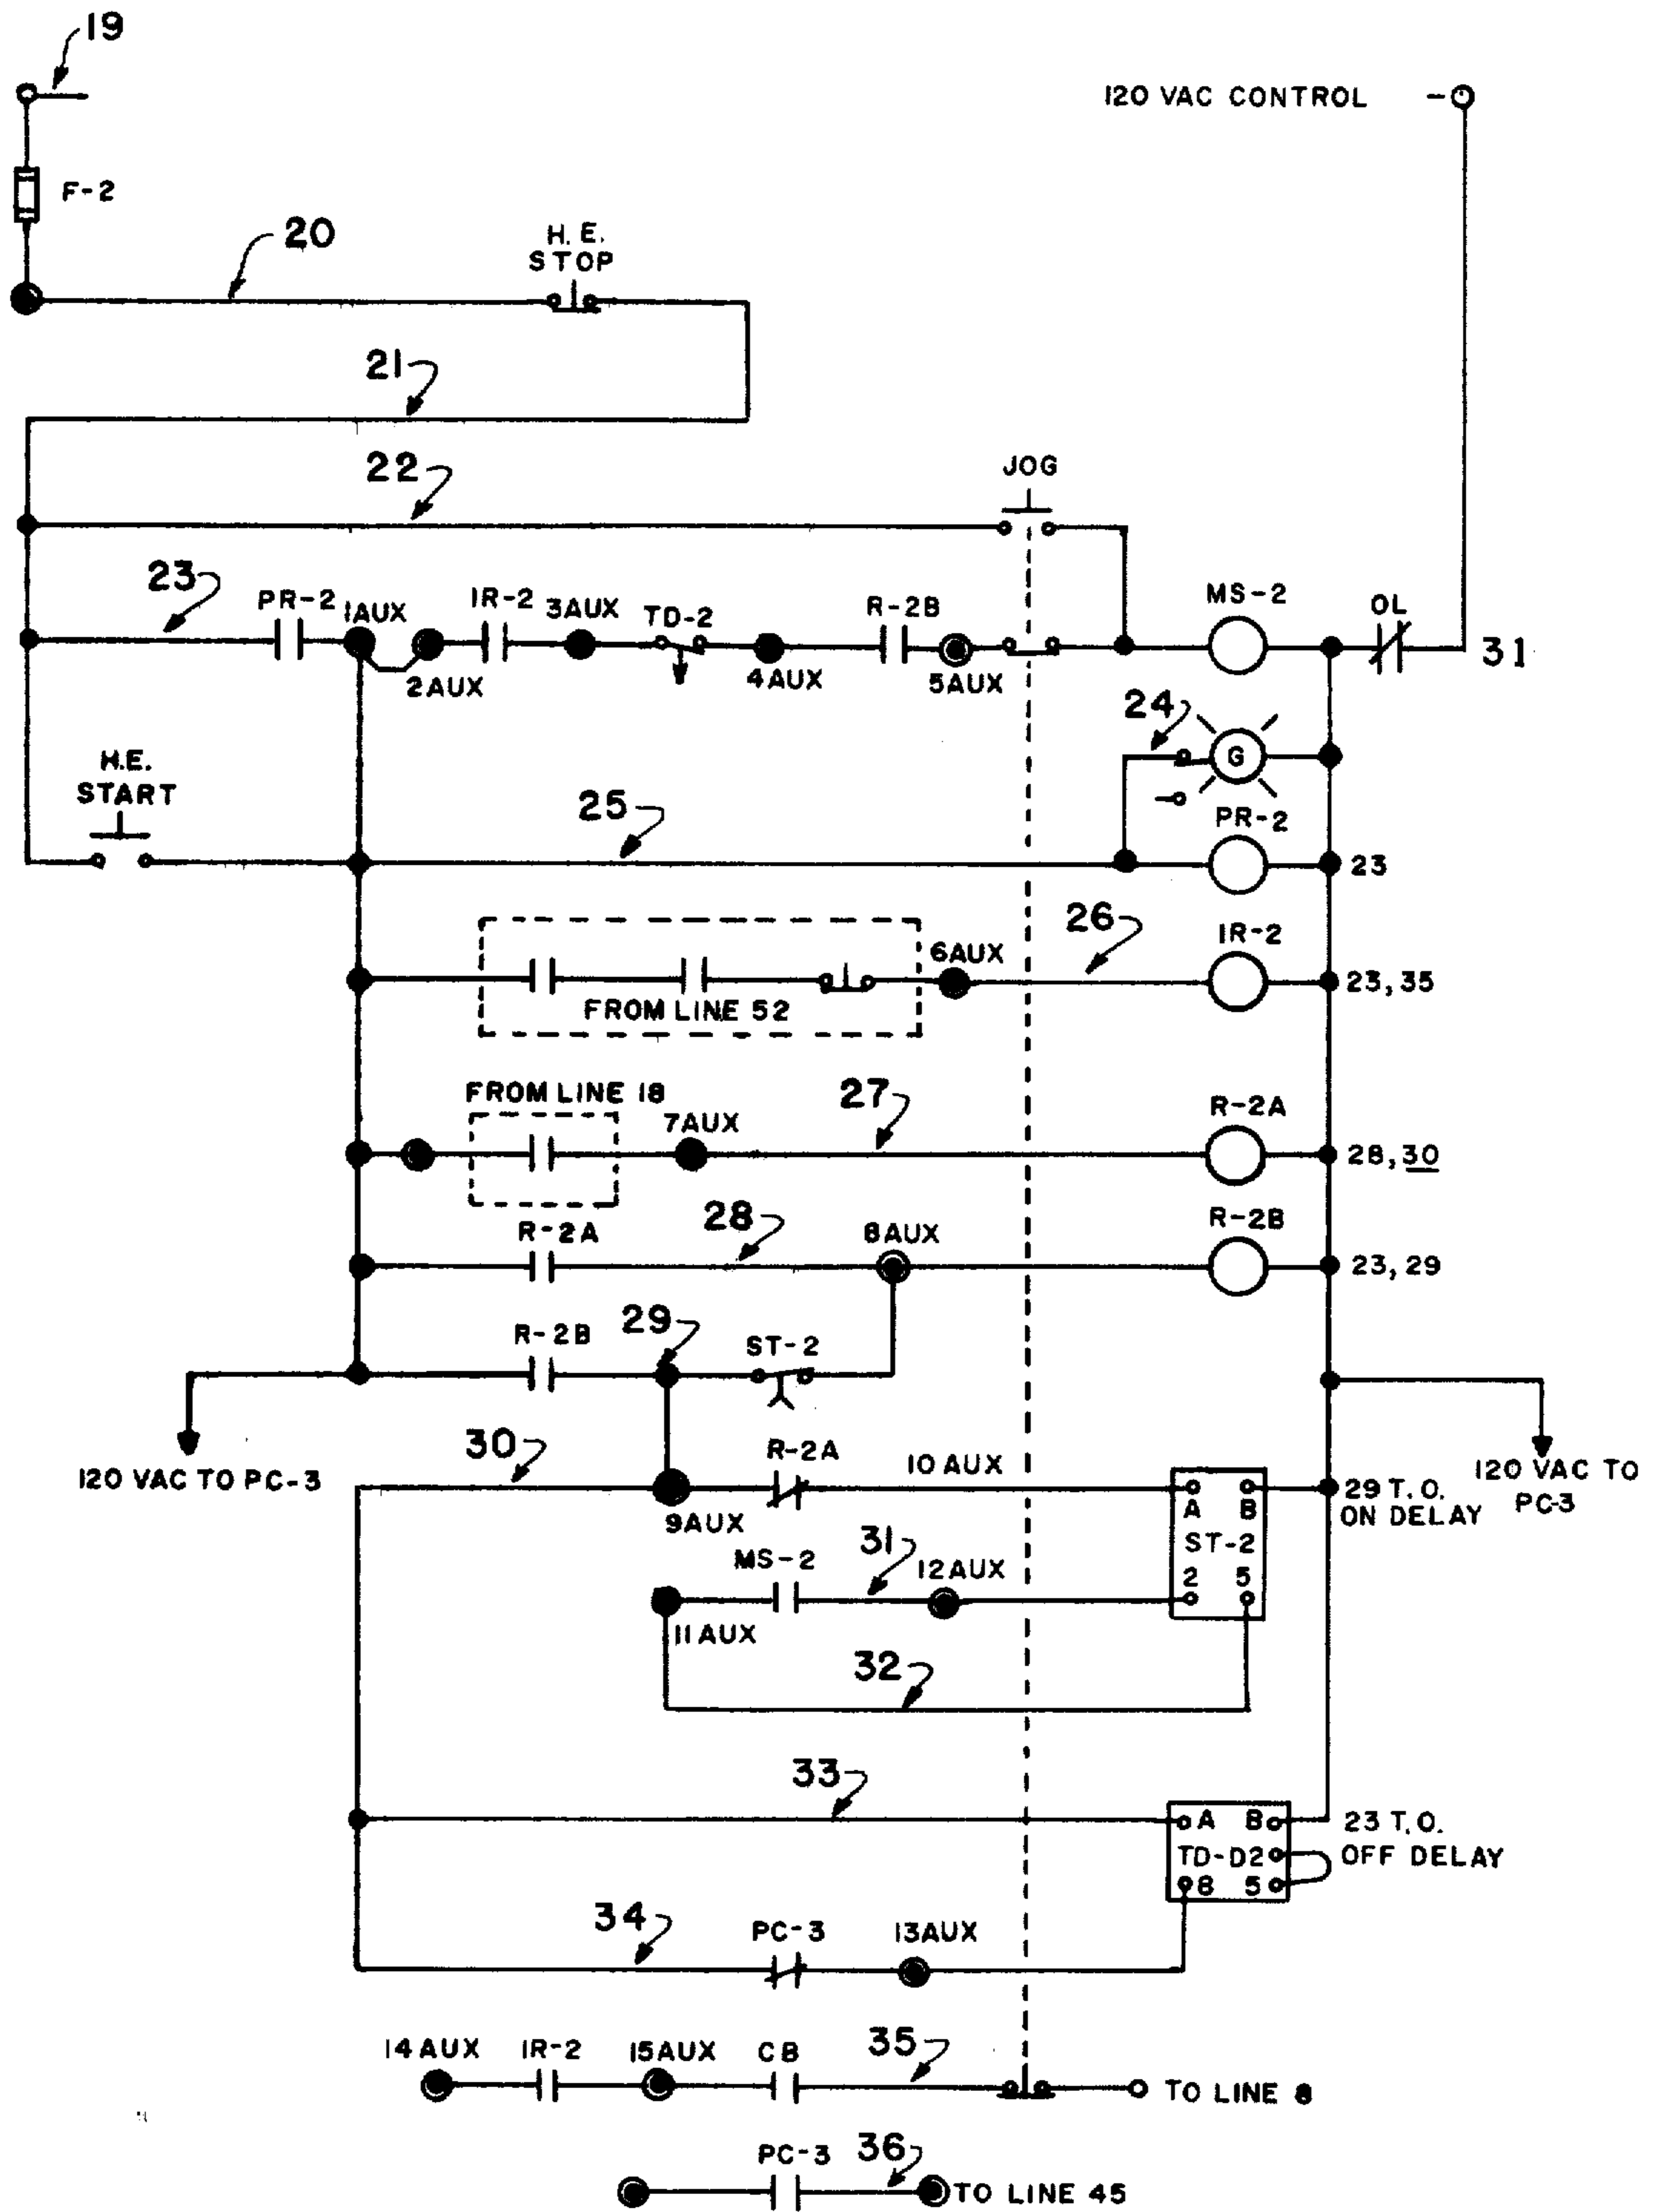 19
120 VAC CONTROL
F-2
20
H.E.
STOP
21
22
JOG
23
PR-2
1AUX
IR-2
3AUX
TD-2
R-2B
MS-2
OL
31
2AUX
4AUX
5AUX
24
G
H.E.
START
25
PR-2
23
26
6AUX
IR-2
FROM LINE 52
23, 35
FROM LINE 18
7AUX
27
R-2A
28, 30
R-2A
28
8AUX
R-2B
23, 29
R-2B
29
ST-2
120 VAC TO PC-3
30
R-2A
10 AUX
9AUX
A B
ST-2
2 5
29 T.O.
ON DELAY
120 VAC TO
PC-3
MS-2
31
12AUX
11 AUX
32
33
A B
TD-D2
8 5
23 T.O.
OFF DELAY
34
PC-3
13AUX
14 AUX
IR-2
15AUX
CB
35
TO LINE 8
PC-3
36
TO LINE 45